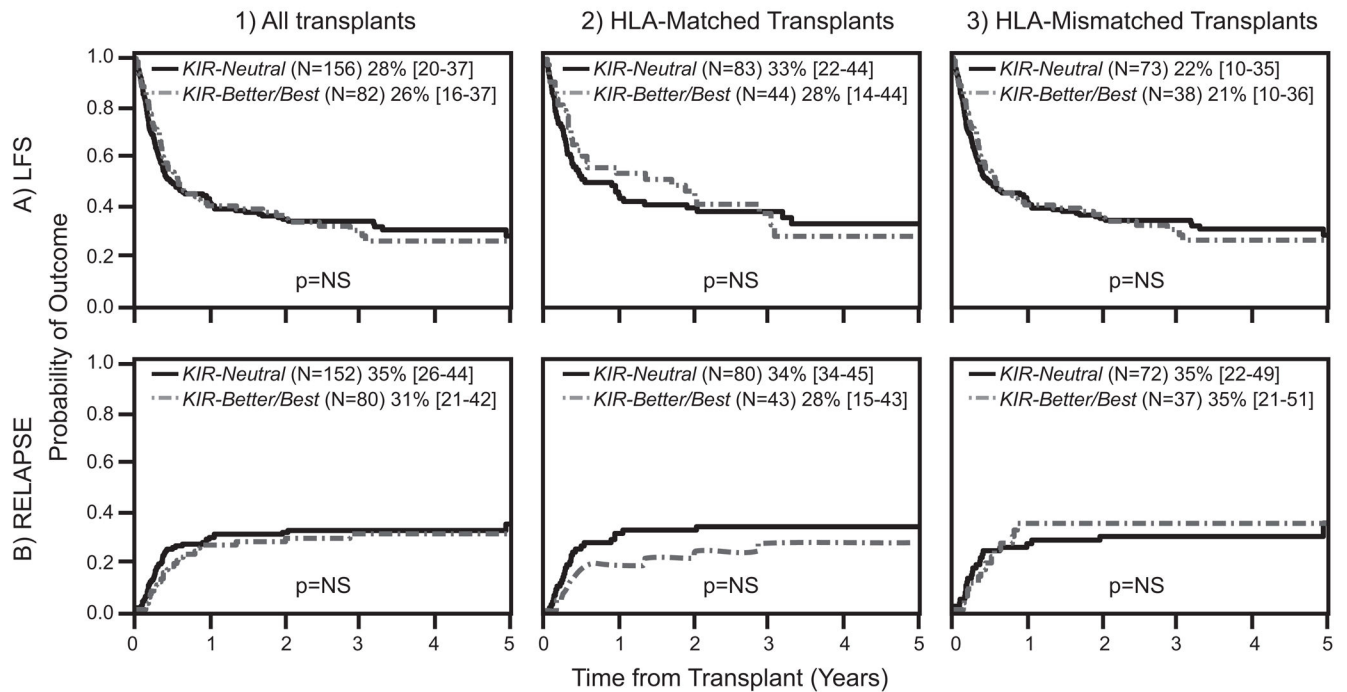 1) All transplants
2) HLA-Matched Transplants
3) HLA-Mismatched Transplants
A) LFS
Probability of Outcome
1.0
0.8
0.6
0.4
0.2
0.0
KIR-Neutral (N=156) 28% [20-37]
KIR-Better/Best (N=82) 26% [16-37]
p=NS
KIR-Neutral (N=83) 33% [22-44]
KIR-Better/Best (N=44) 28% [14-44]
p=NS
KIR-Neutral (N=73) 22% [10-35]
KIR-Better/Best (N=38) 21% [10-36]
p=NS
B) RELAPSE
1.0
0.8
0.6
0.4
0.2
0.0
KIR-Neutral (N=152) 35% [26-44]
KIR-Better/Best (N=80) 31% [21-42]
p=NS
KIR-Neutral (N=80) 34% [34-45]
KIR-Better/Best (N=43) 28% [15-43]
p=NS
KIR-Neutral (N=72) 35% [22-49]
KIR-Better/Best (N=37) 35% [21-51]
p=NS
0 1 2 3 4 5
0 1 2 3 4 5
0 1 2 3 4 5
Time from Transplant (Years)